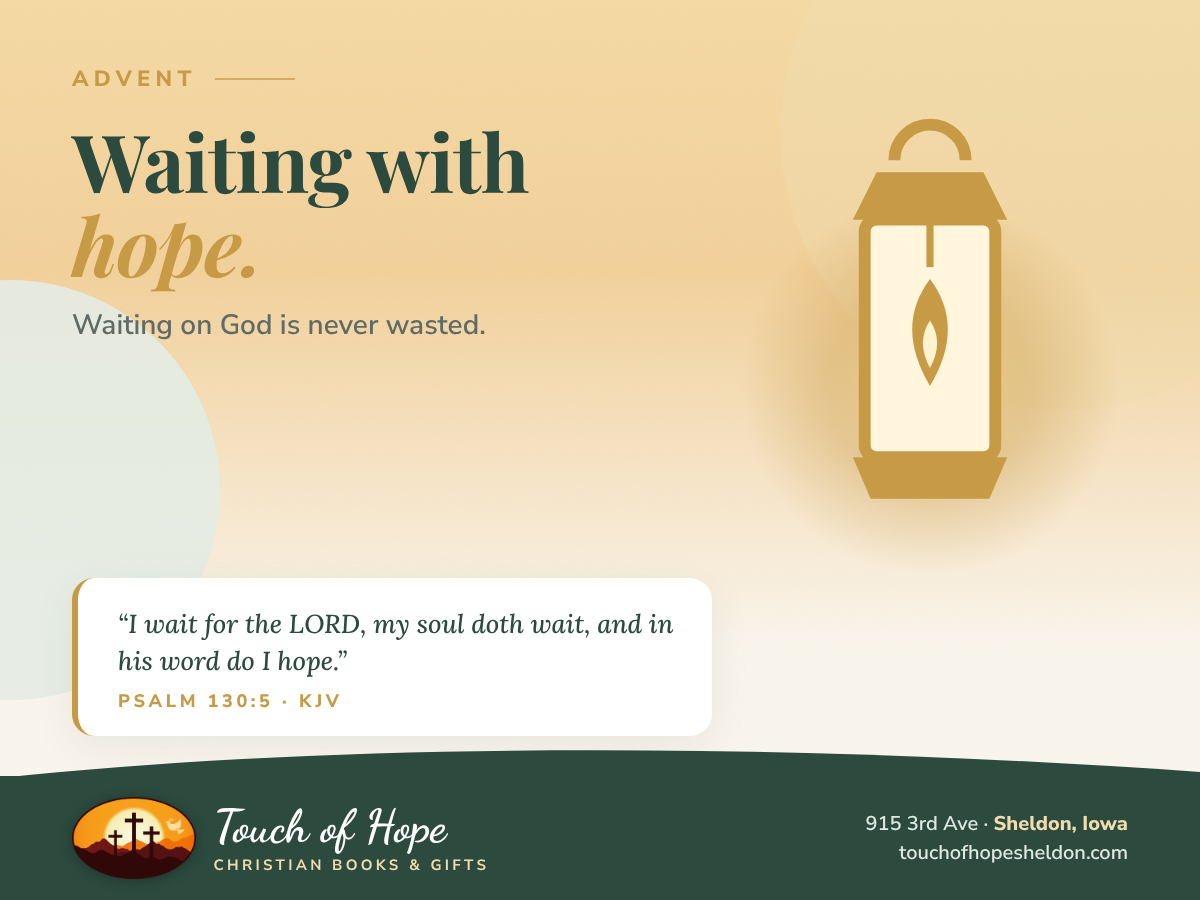 ADVENT
Waiting with
hope.
Waiting on God is never wasted.
“I wait for the LORD, my soul doth wait, and in
his word do I hope.”
PSALM 130:5 · KJV
Touch of Hope
CHRISTIAN BOOKS & GIFTS
915 3rd Ave · Sheldon, Iowa
touchofhopesheldon.com